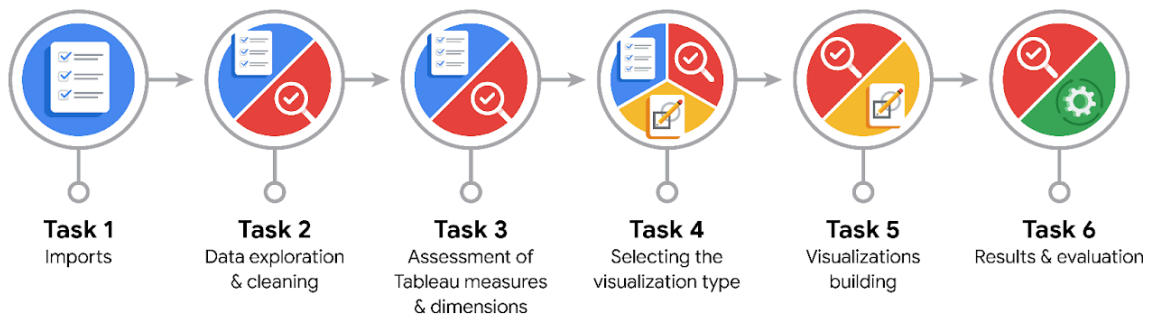 Task 1
Imports
Task 2
Data exploration
& cleaning
Task 3
Assessment of
Tableau measures
& dimensions
Task 4
Selecting the
visualization type
Task 5
Visualizations
building
Task 6
Results & evaluation